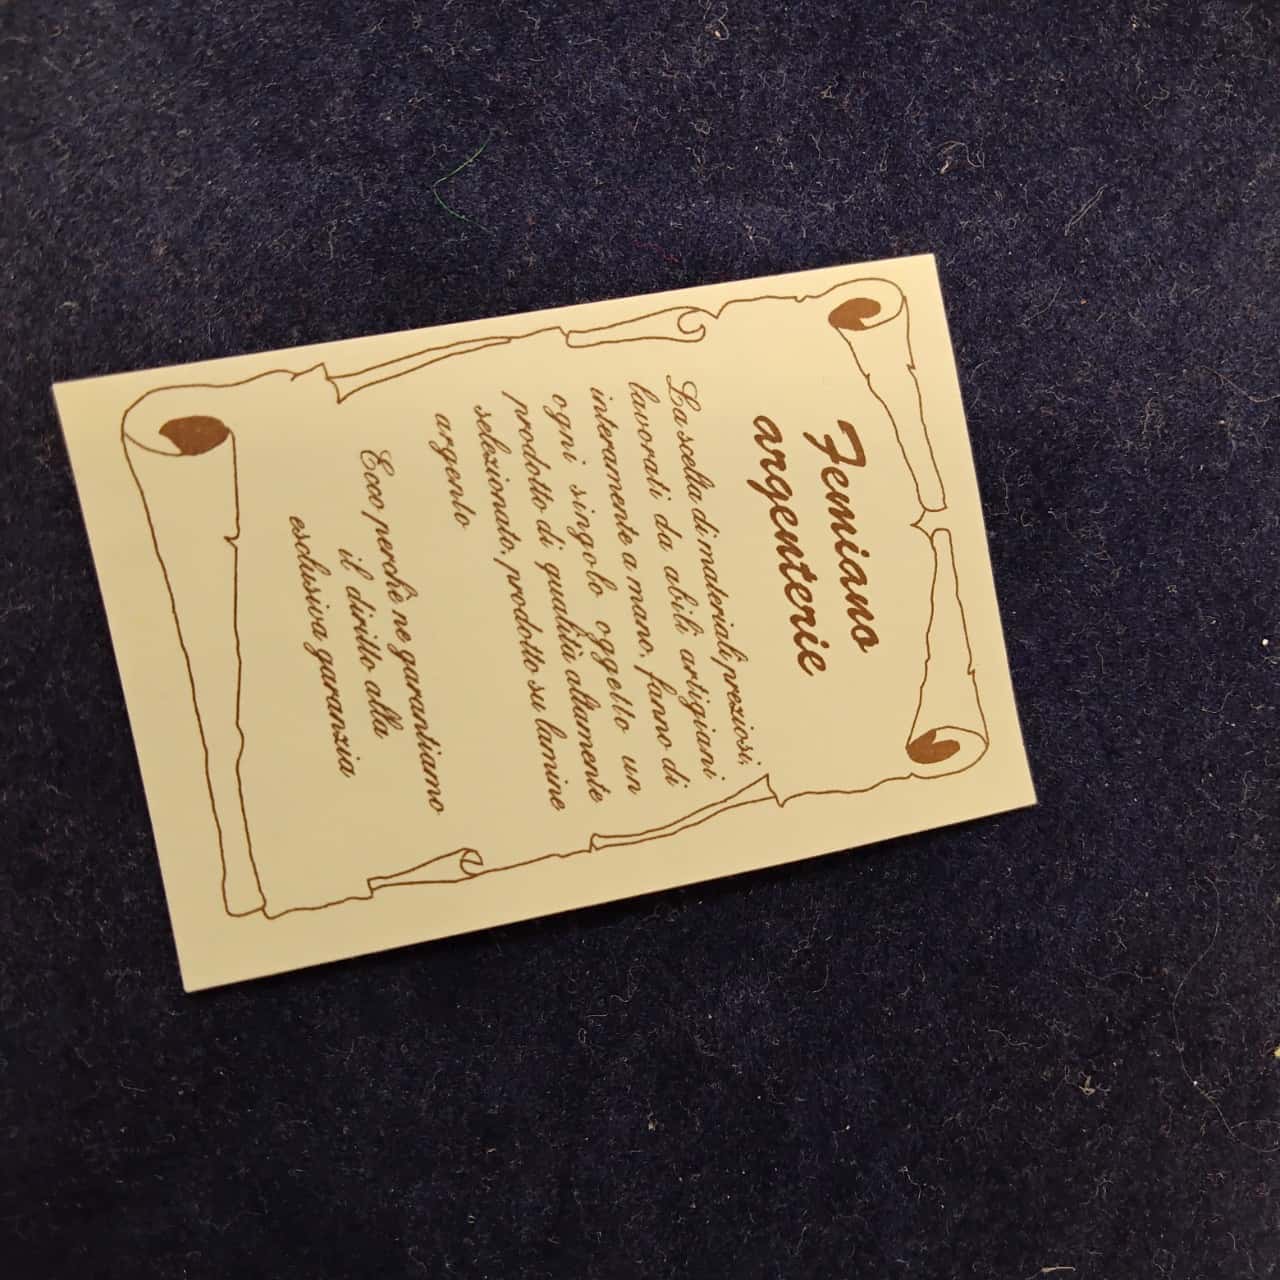 Femiano
argenterie
La scelta di materiali preziosi,
lavorati da abili artigiani
interamente a mano, fanno di
ogni singolo oggetto un
prodotto di qualità altamente
selezionato, prodotto su lamine
argento
Ecco perchè ne garantiamo
il diritto alla
esclusiva garanzia